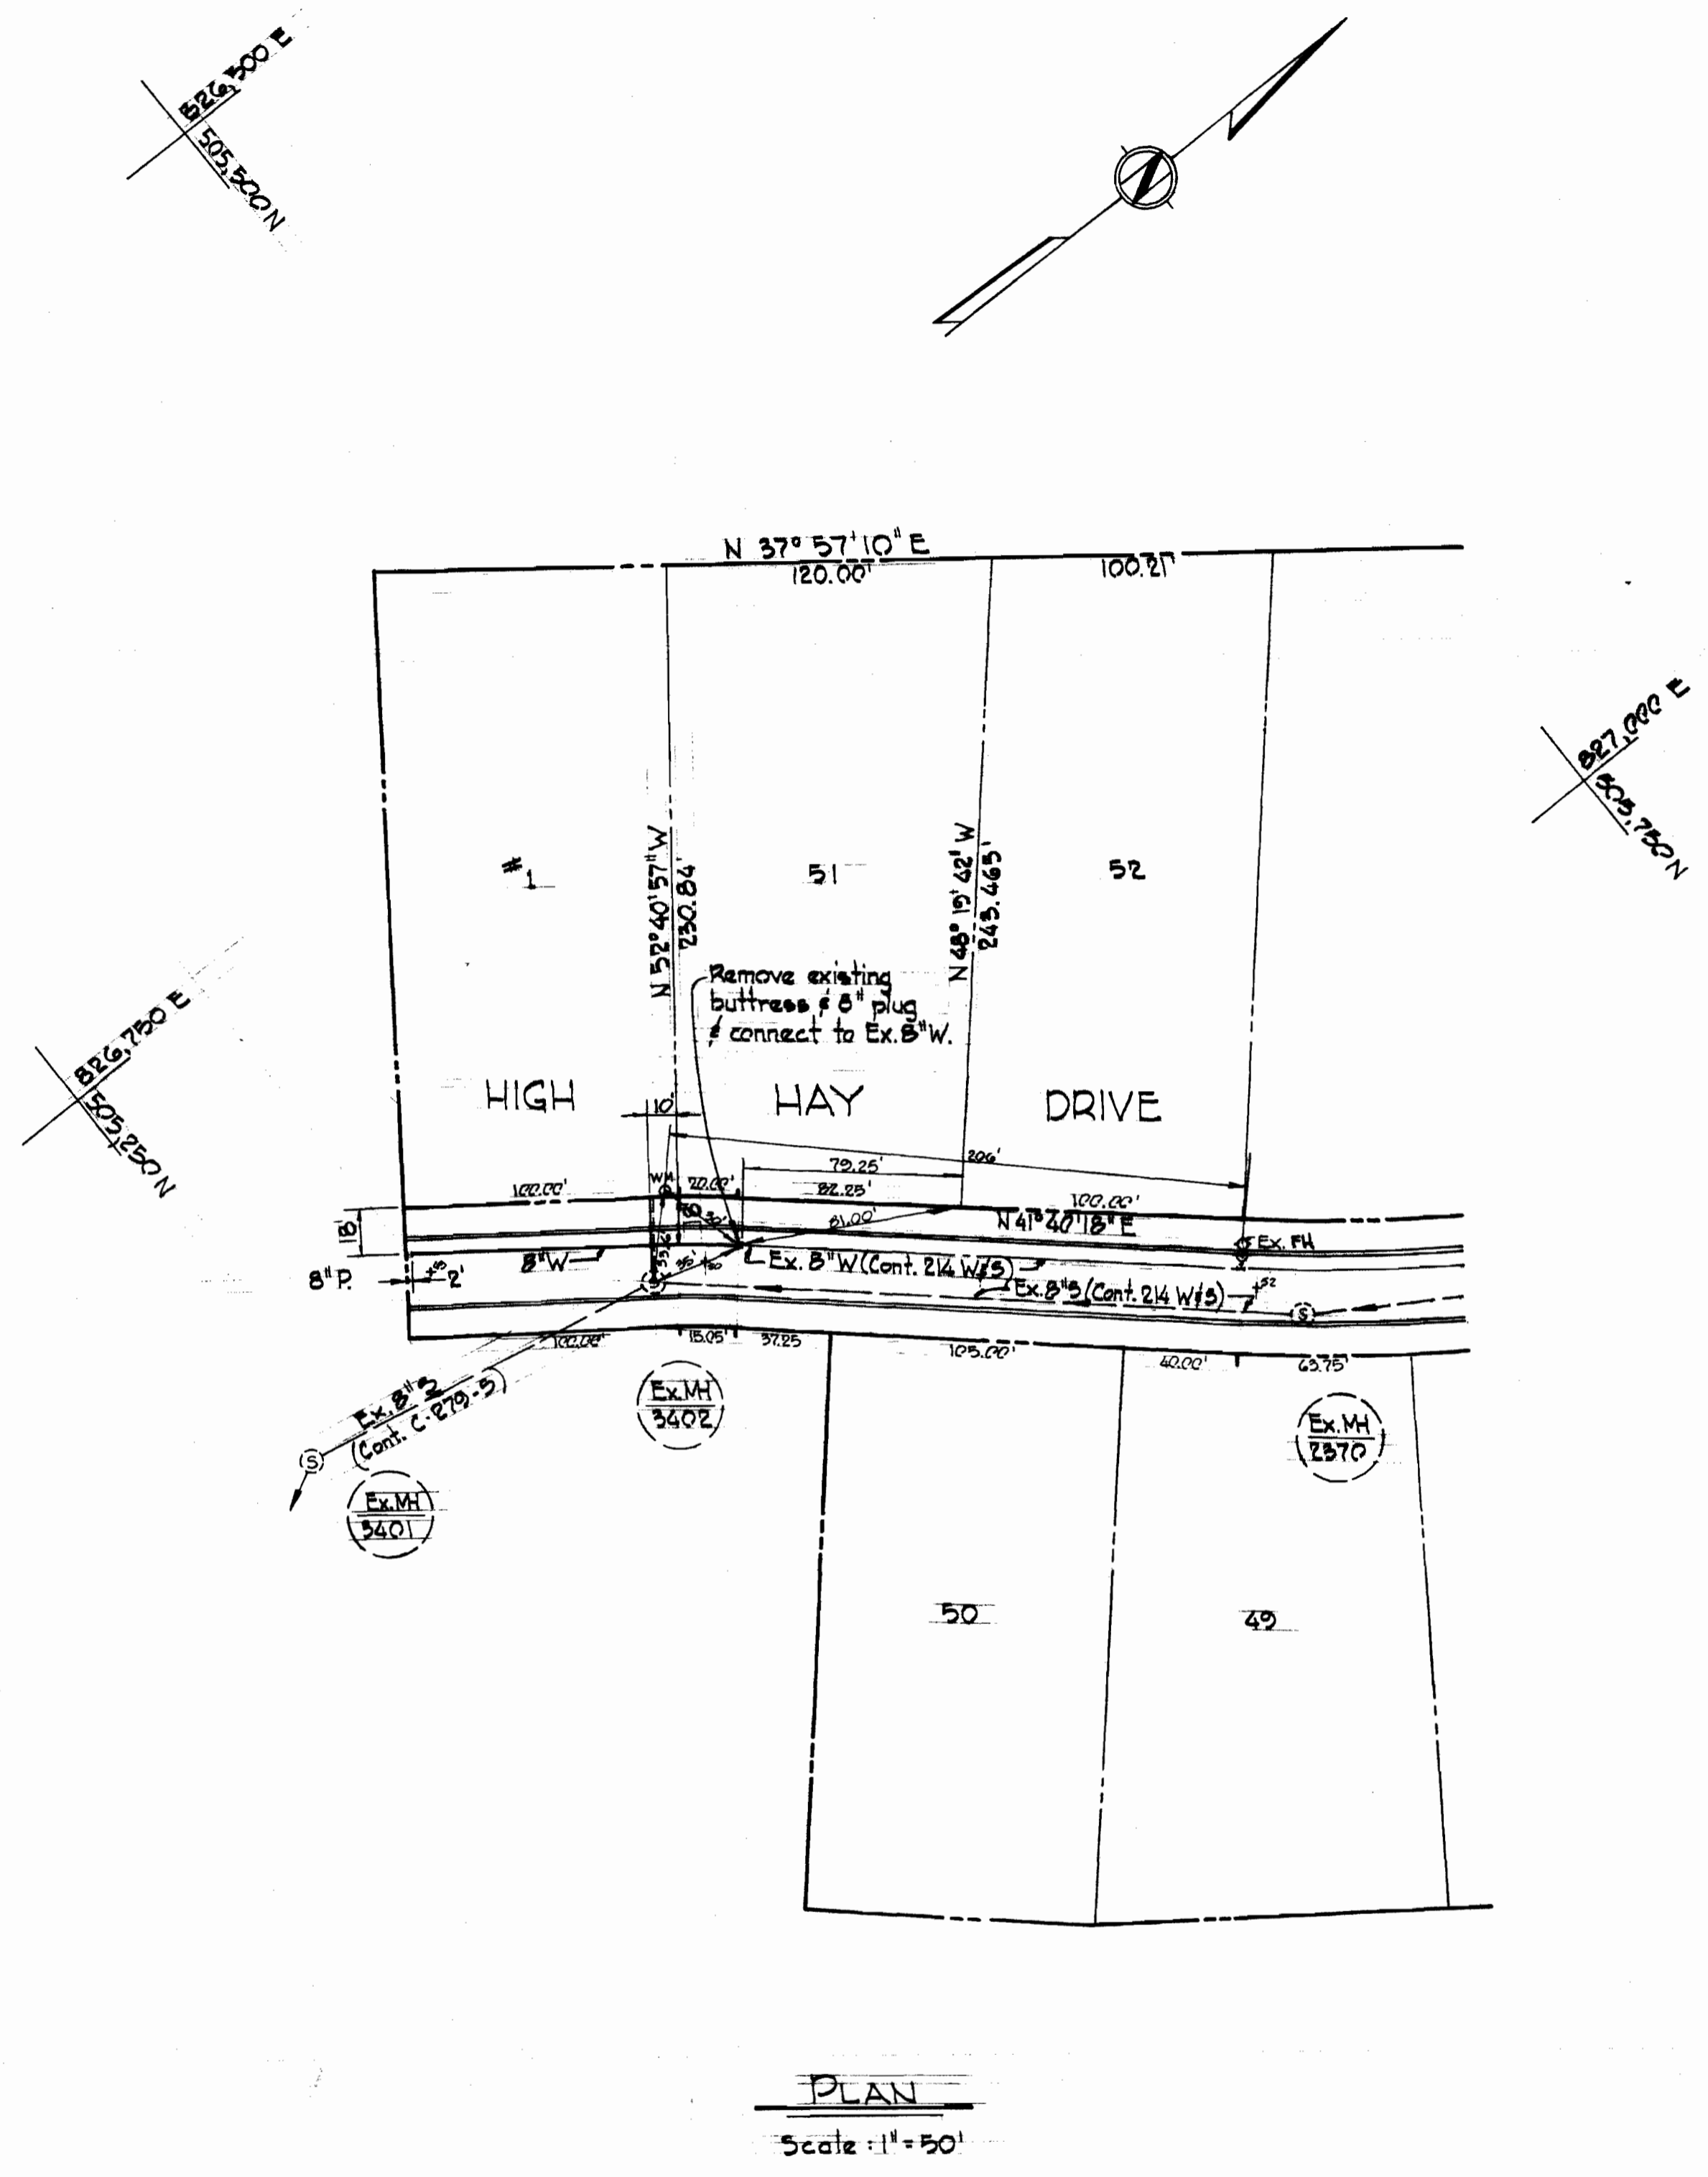 826,500 E
505,500 N
N
N 37° 57' 10" E
120.00'
100.21'
827,000 E
505,750 N
#1
51
52
N 52° 40' 57" W
230.84'
N 48° 19' 42" W
243.465'
Remove existing
buttress & 8" plug
& connect to Ex. 8" W.
826,750 E
505,250 N
HIGH HAY DRIVE
10'
206'
79.25'
100.00'
WM
20.00'
82.25'
100.00'
81.00'
N 41° 40' 18" E
18'
Ex. FH
8" W
35'
Ex. 8" W (Cont. 214 W&S)
8" P.
2'
Ex. 8" S (Cont. 214 W&S)
+52
S
100.00'
15.05'
37.25
105.00'
40.00'
63.75'
Ex. 8" S
(Cont. C-279-S)
S
Ex. MH
3402
Ex. MH
2370
Ex. MH
3401
50
49
PLAN
Scale : 1" = 50'